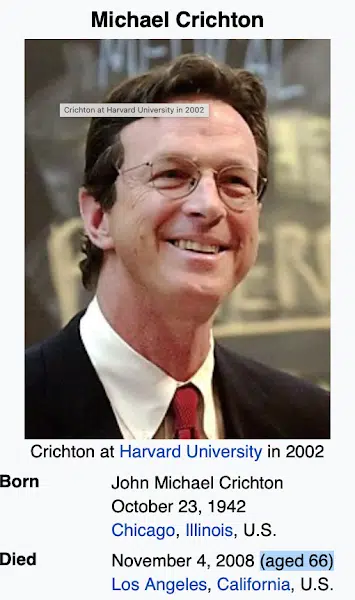 Michael Crichton
MEDICAL
Crichton at Harvard University in 2002
Crichton at Harvard University in 2002
Born
John Michael Crichton
October 23, 1942
Chicago, Illinois, U.S.
Died
November 4, 2008 (aged 66)
Los Angeles, California, U.S.